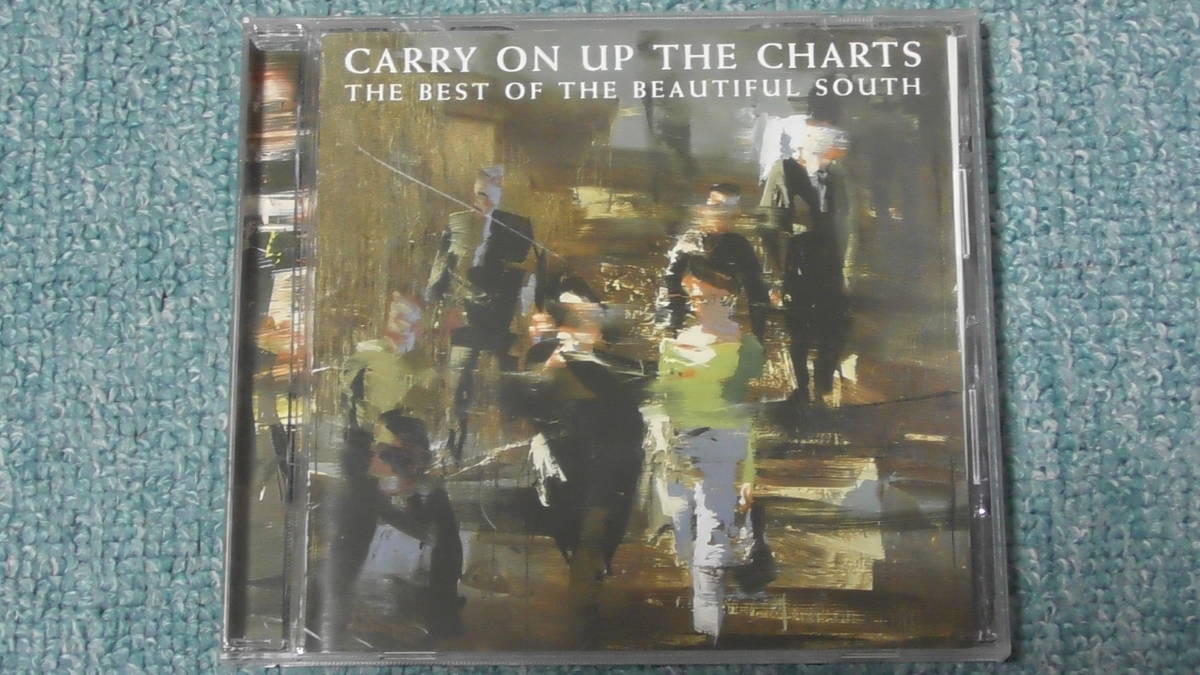 CARRY ON UP THE CHARTS
THE BEST OF THE BEAUTIFUL SOUTH